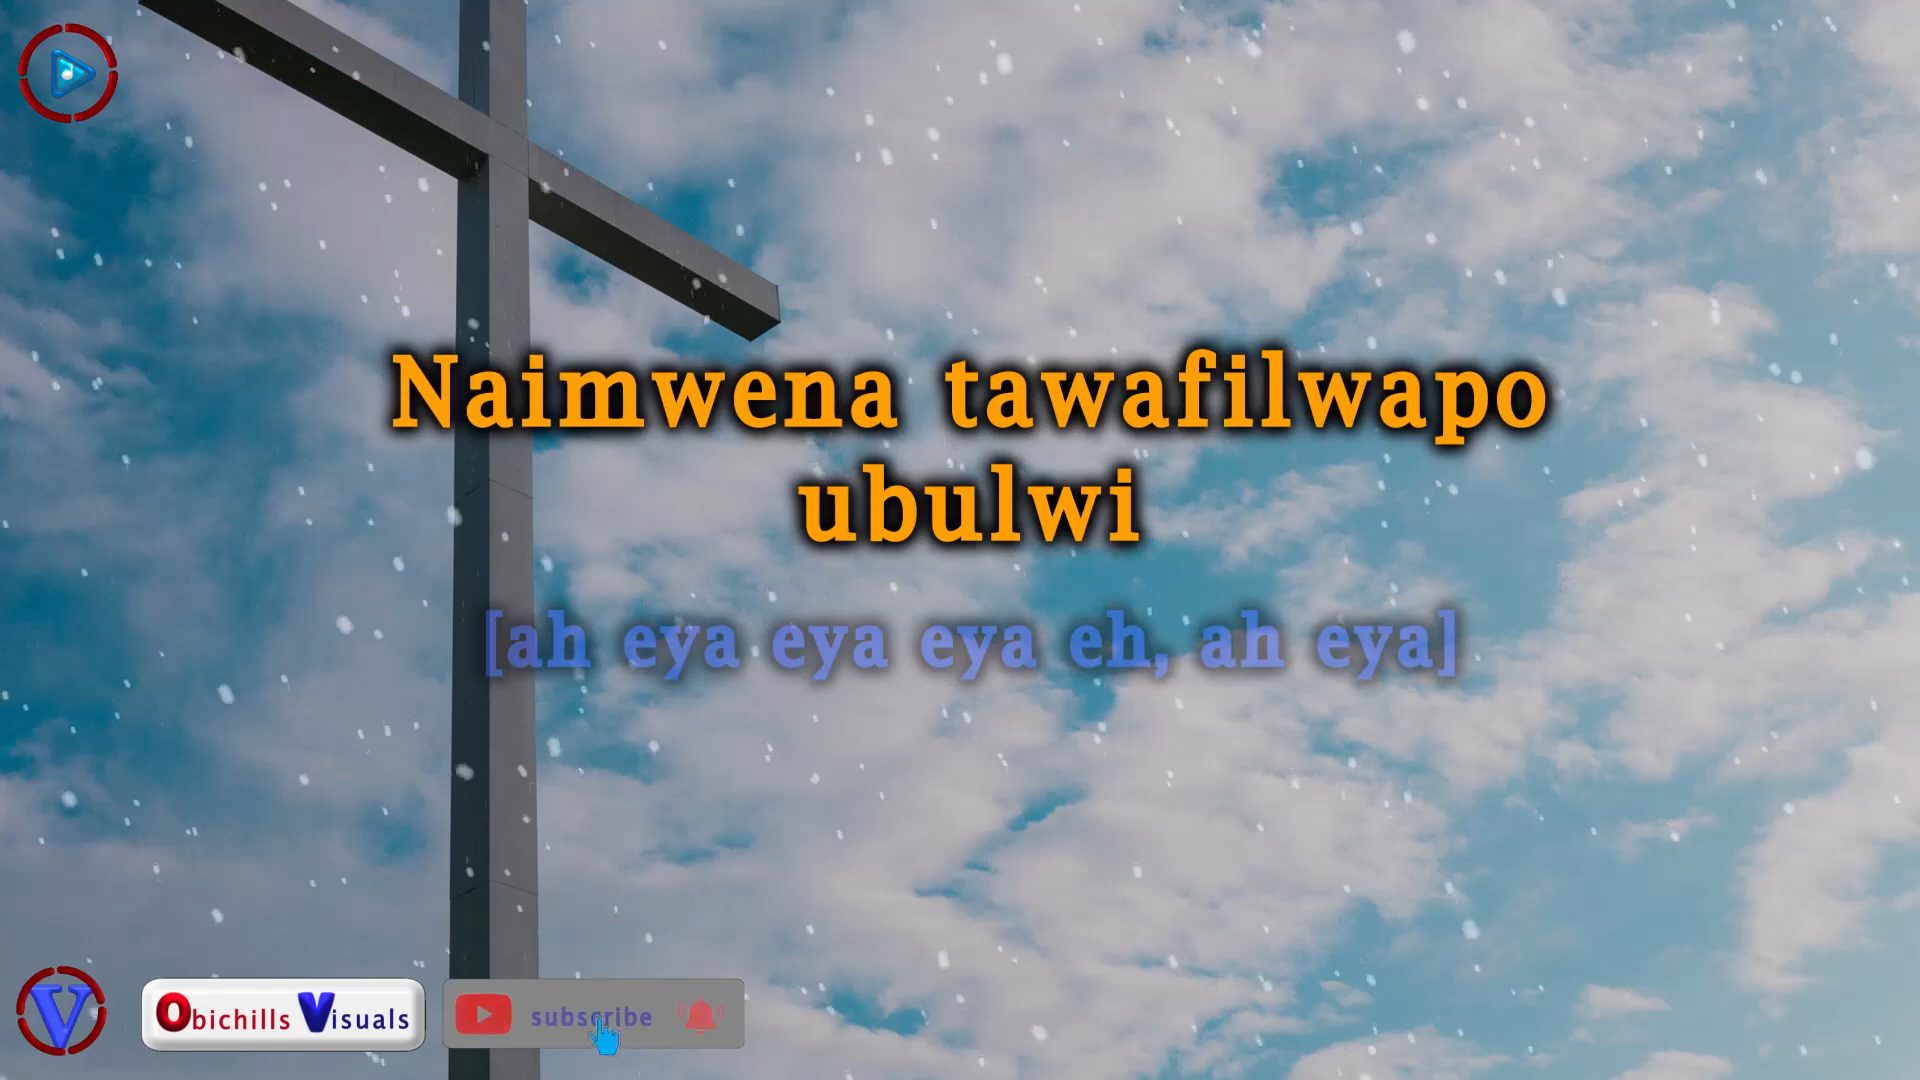 Naimwena tawafilwapo
ubulwi
[ah eya eya eya eh, ah eya]
V
Obichills Visuals
subscribe